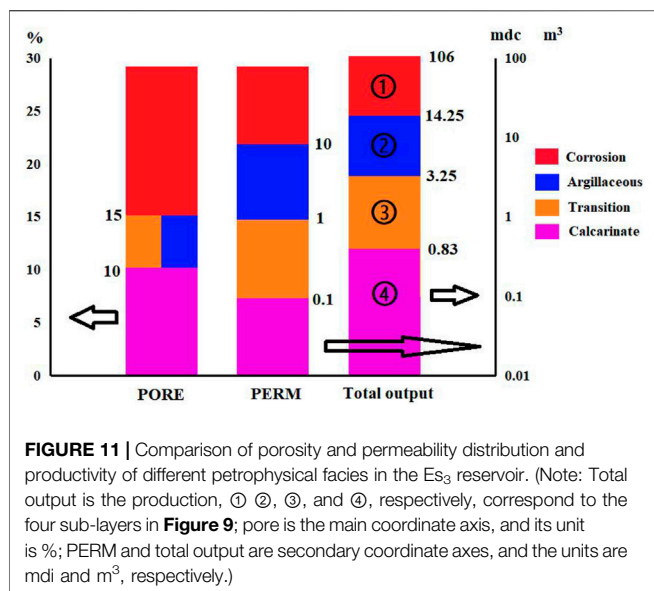 % mdc m³
30 106 100
25 ①
14.25
10 10
20 ②
3.25
15 15 1 1
③
10 10 0.83
0.1 0.1
5 ④
0 0.01
PORE PERM Total output
Corrosion
Argillaceous
Transition
Calcarinate
FIGURE 11 | Comparison of porosity and permeability distribution and
productivity of different petrophysical facies in the Es₃ reservoir. (Note: Total
output is the production, ① ②, ③, and ④, respectively, correspond to the
four sub-layers in Figure 9; pore is the main coordinate axis, and its unit
is %; PERM and total output are secondary coordinate axes, and the units are
mdi and m³, respectively.)